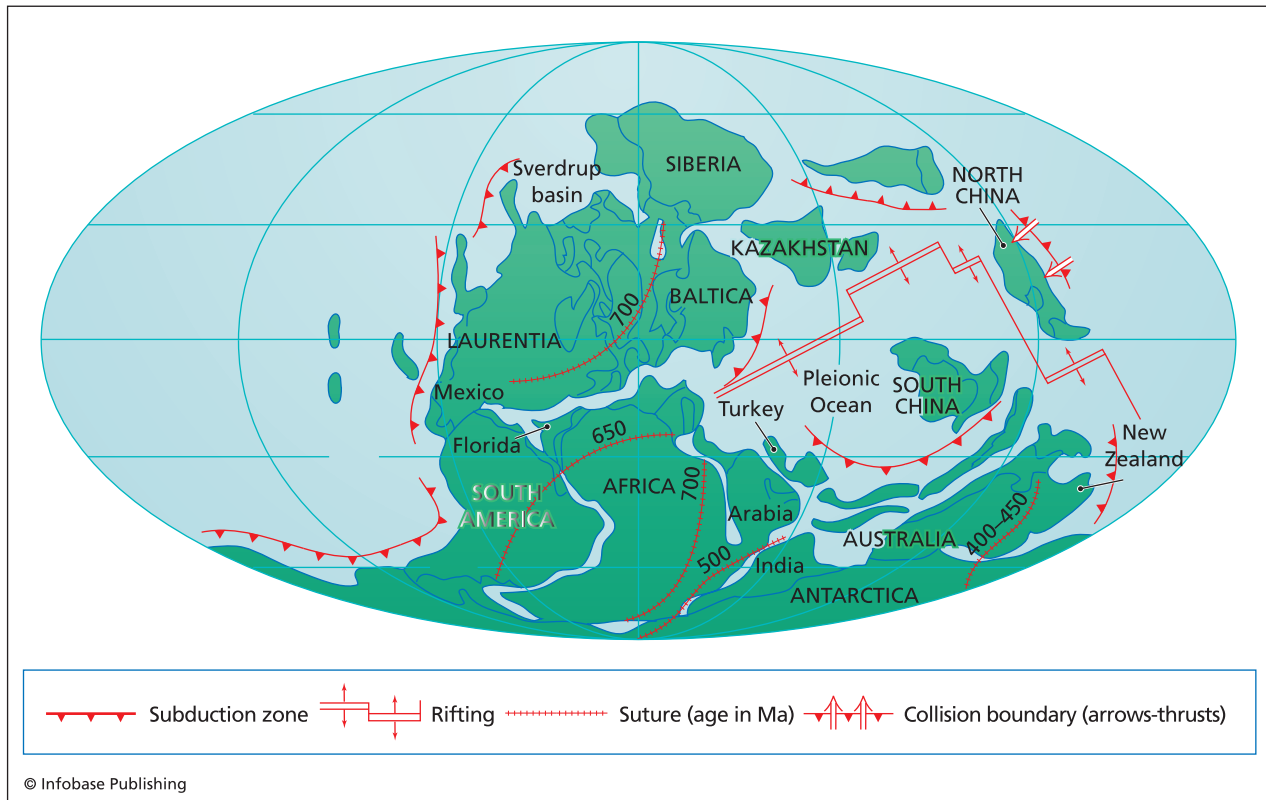 SIBERIA
Sverdrup
basin
NORTH
CHINA
KAZAKHSTAN
BALTICA
700
LAURENTIA
Mexico
Pleionic
Ocean
SOUTH
CHINA
Turkey
Florida
650
New
Zealand
SOUTH
AMERICA
AFRICA
700
Arabia
400–450
AUSTRALIA
500
India
ANTARCTICA
Subduction zone
Rifting
Suture (age in Ma)
Collision boundary (arrows-thrusts)
© Infobase Publishing